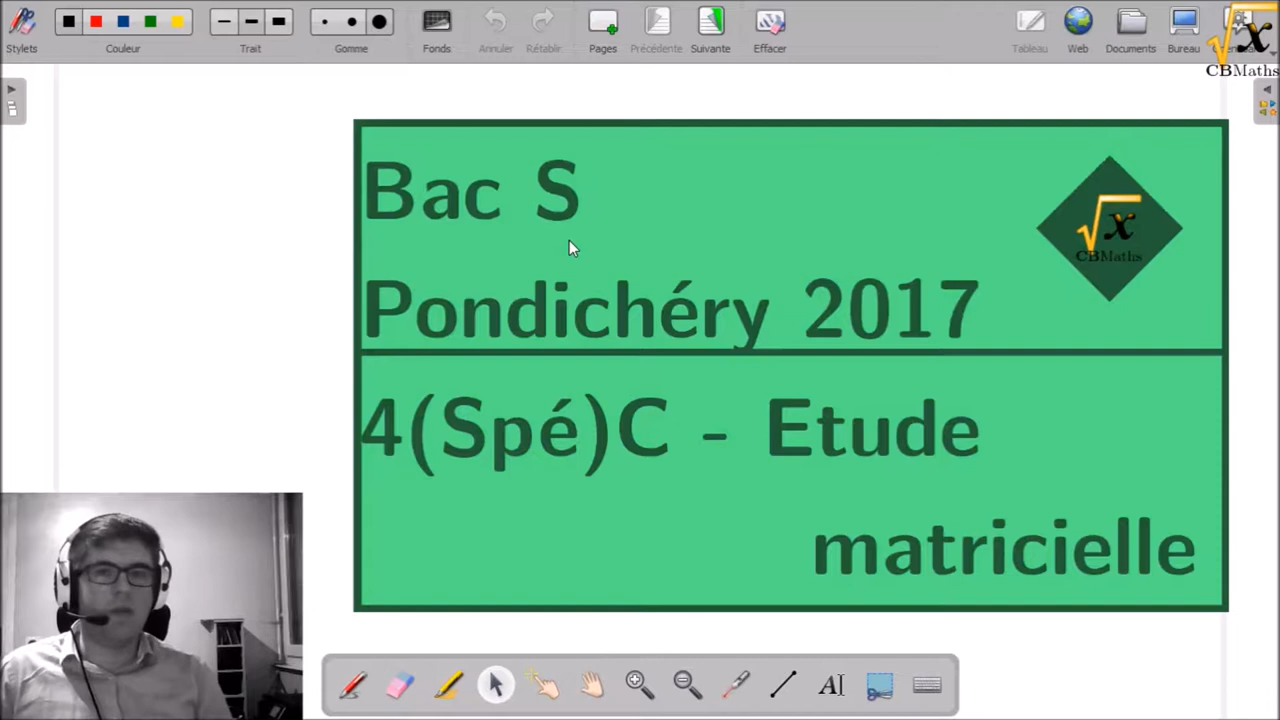 Stylets
Couleur
Trait
Gomme
Fonds
Annuler
Rétablir
Pages
Précédente
Suivante
Effacer
Tableau
Web
Documents
Bureau
√x
CBMaths
Bac S
Pondichéry 2017
√x
CBMaths
4(Spé)C - Etude
matricielle
AI